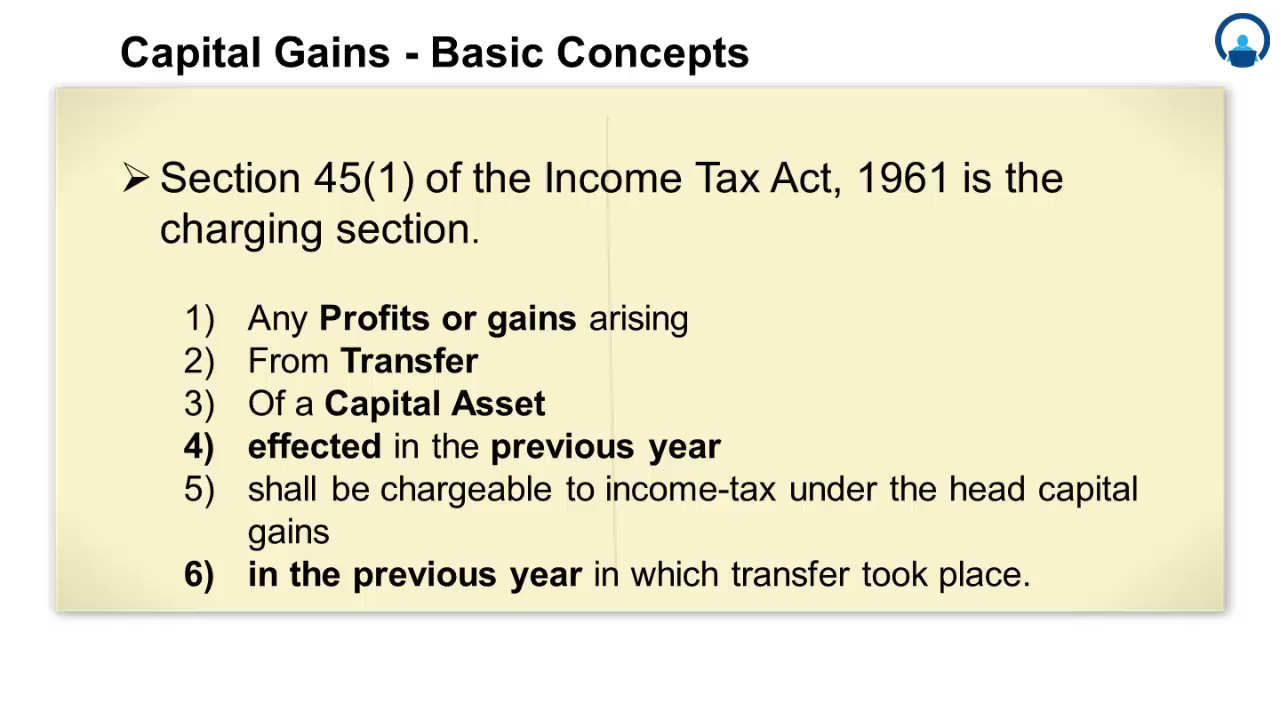 Capital Gains - Basic Concepts
➢ Section 45(1) of the Income Tax Act, 1961 is the
charging section.
1) Any Profits or gains arising
2) From Transfer
3) Of a Capital Asset
4) effected in the previous year
5) shall be chargeable to income-tax under the head capital
gains
6) in the previous year in which transfer took place.